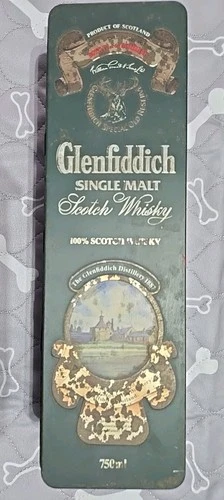 PRODUCT OF SCOTLAND
Glenfiddich
SINGLE MALT
Scotch Whisky
100% SCOTCH WHISKY
The Glenfiddich Distillery
750ml